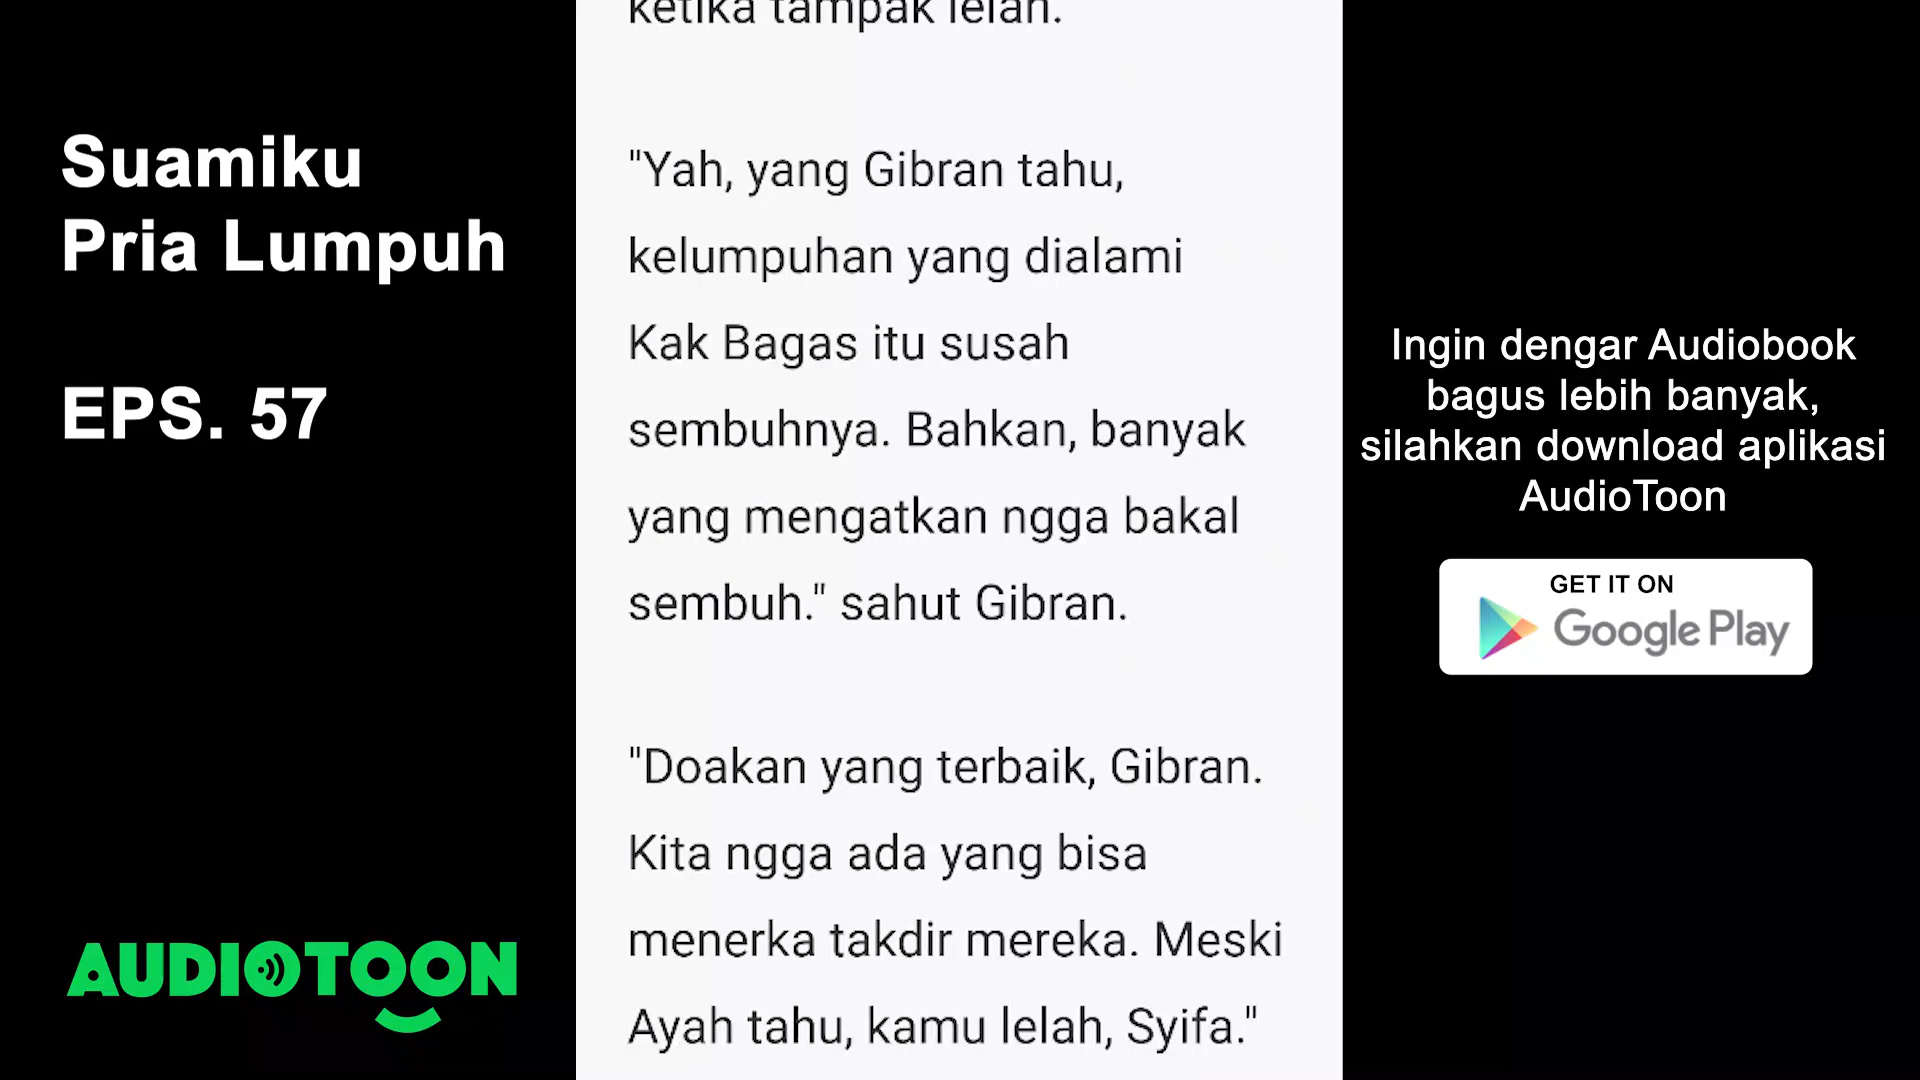 Suamiku
Pria Lumpuh
EPS. 57
AUDIOTOON
ketika tampak lelah.
"Yah, yang Gibran tahu,
kelumpuhan yang dialami
Kak Bagas itu susah
sembuhnya. Bahkan, banyak
yang mengatkan ngga bakal
sembuh." sahut Gibran.
"Doakan yang terbaik, Gibran.
Kita ngga ada yang bisa
menerka takdir mereka. Meski
Ayah tahu, kamu lelah, Syifa."
Ingin dengar Audiobook
bagus lebih banyak,
silahkan download aplikasi
AudioToon
GET IT ON
Google Play